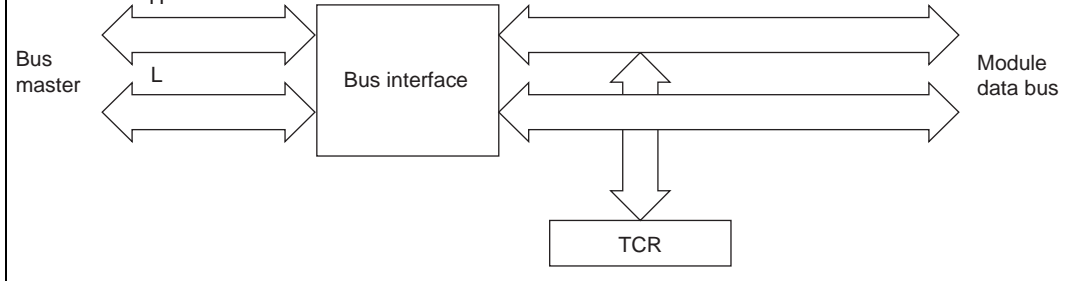 H
Bus
master
L
Bus interface
Module
data bus
TCR